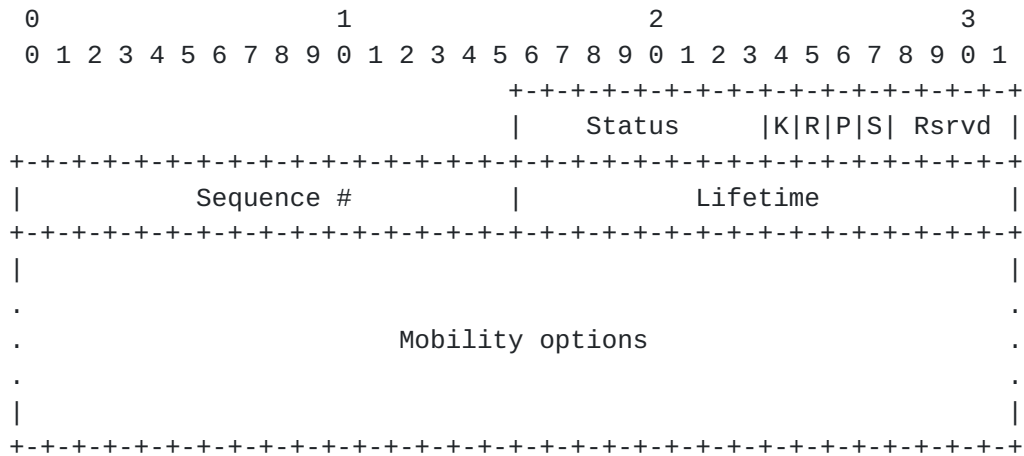 0                   1                   2                   3
 0 1 2 3 4 5 6 7 8 9 0 1 2 3 4 5 6 7 8 9 0 1 2 3 4 5 6 7 8 9 0 1
                                +-+-+-+-+-+-+-+-+-+-+-+-+-+-+-+-+
                                |    Status     |K|R|P|S| Rsrvd |
+-+-+-+-+-+-+-+-+-+-+-+-+-+-+-+-+-+-+-+-+-+-+-+-+-+-+-+-+-+-+-+-+
|           Sequence #          |           Lifetime            |
+-+-+-+-+-+-+-+-+-+-+-+-+-+-+-+-+-+-+-+-+-+-+-+-+-+-+-+-+-+-+-+-+
|                                                               |
.                                                               .
.                        Mobility options                       .
.                                                               .
|                                                               |
+-+-+-+-+-+-+-+-+-+-+-+-+-+-+-+-+-+-+-+-+-+-+-+-+-+-+-+-+-+-+-+-+